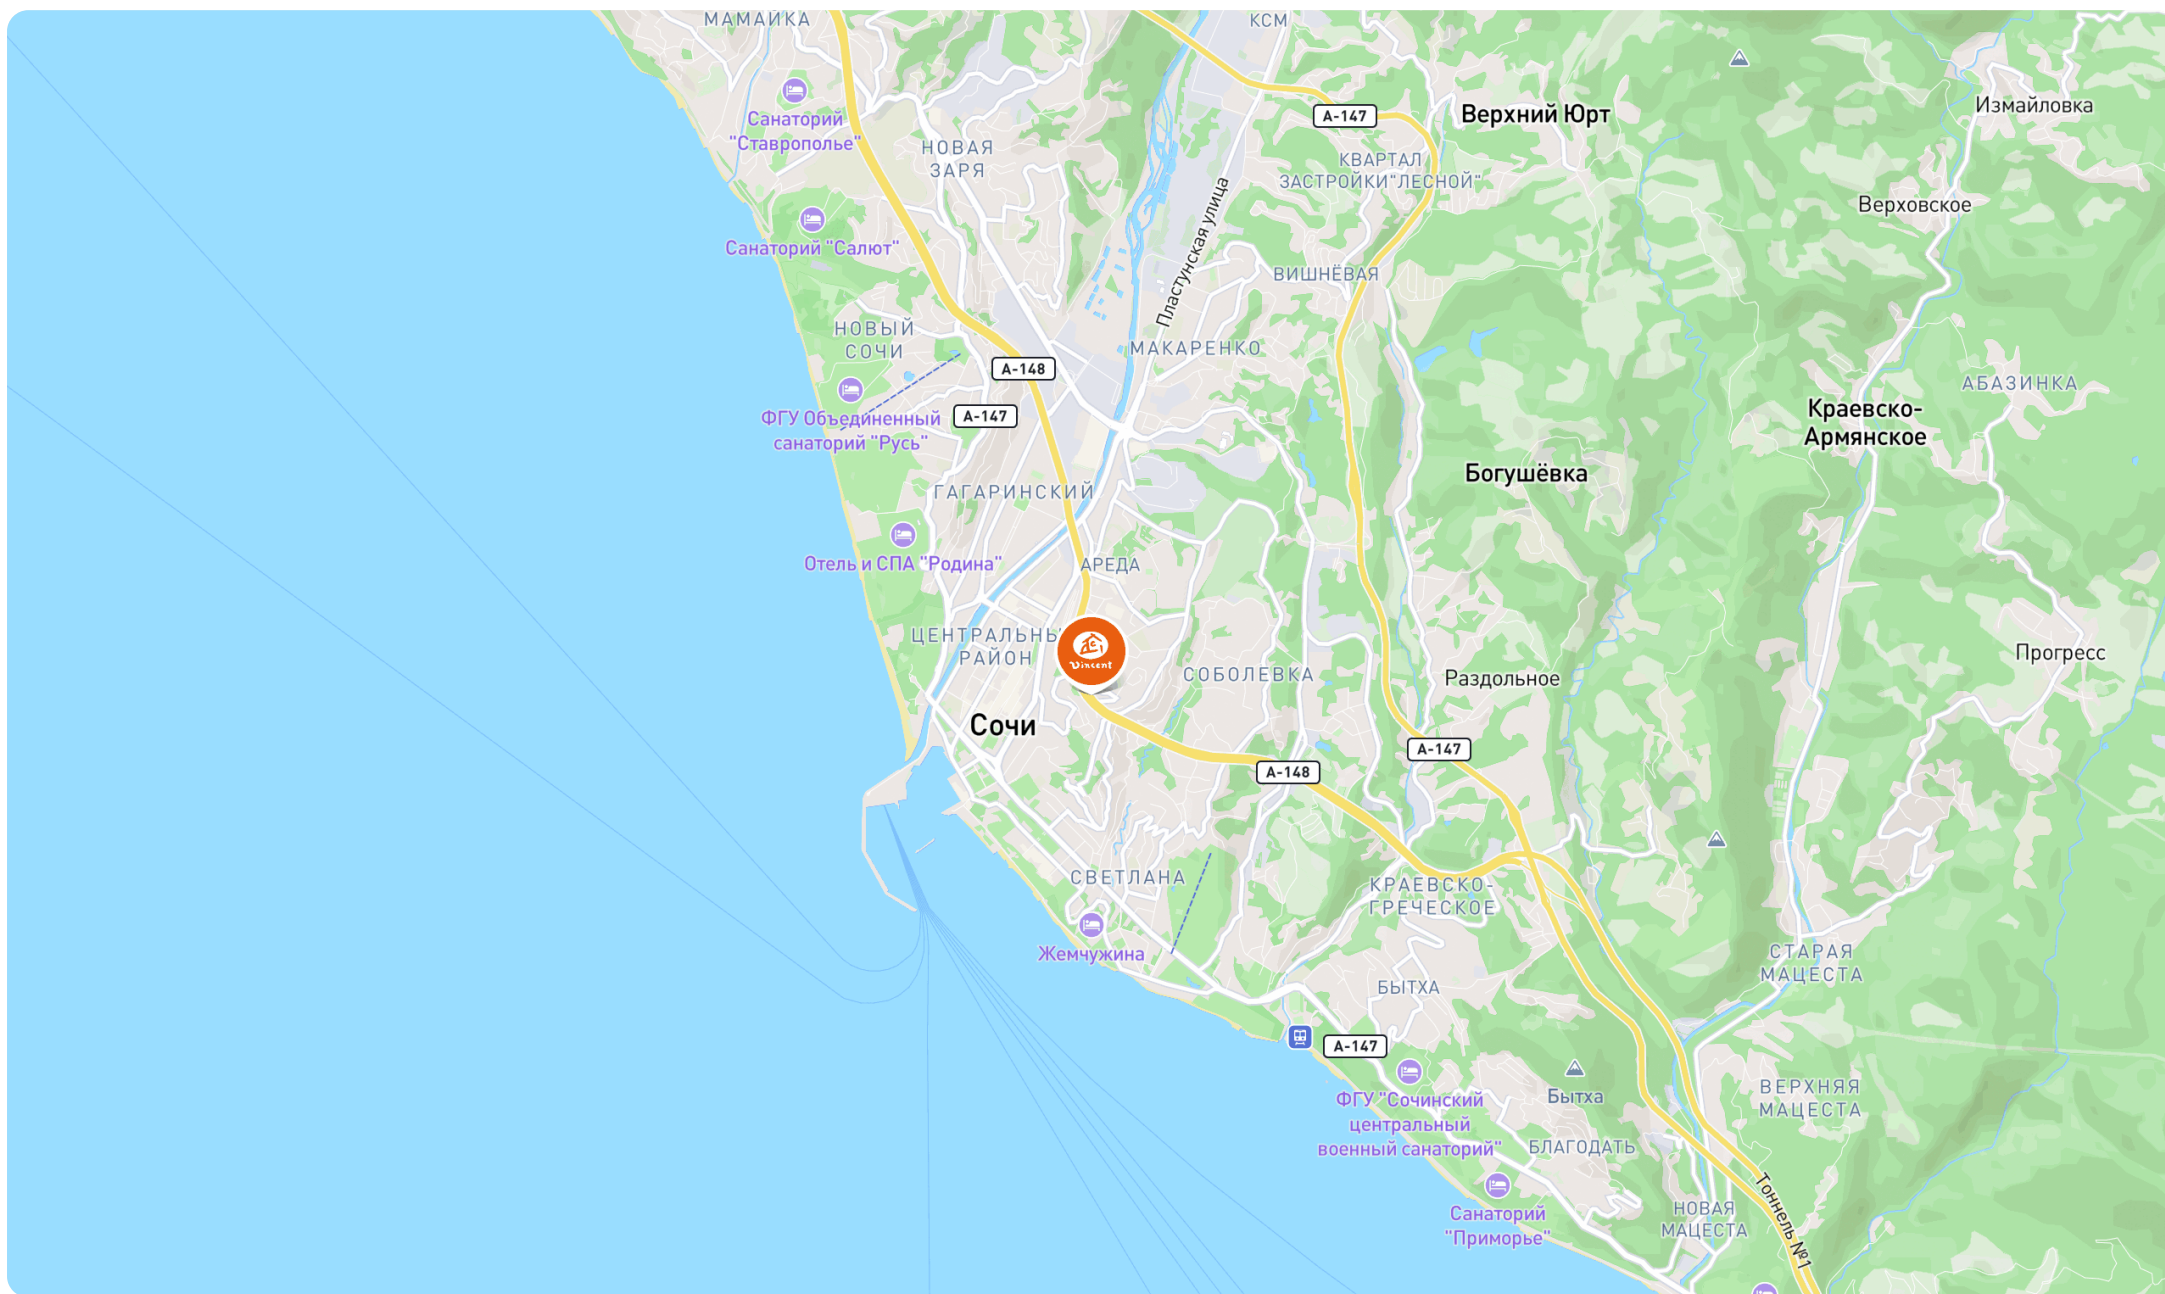 МАМАЙКА
КСМ
Санаторий
"Ставрополье"
НОВАЯ
ЗАРЯ
А-147
Верхний Юрт
Измайловка
КВАРТАЛ
ЗАСТРОЙКИ"ЛЕСНОЙ"
Верховское
Санаторий "Салют"
Пластунская улица
ВИШНЁВАЯ
НОВЫЙ
СОЧИ
МАКАРЕНКО
А-148
АБАЗИНКА
ФГУ Объединенный
санаторий "Русь"
А-147
Краевско-
Армянское
Богушёвка
ГАГАРИНСКИЙ
Отель и СПА "Родина"
АРЕДА
ЦЕНТРАЛЬНЫ
РАЙОН
Vincent
СОБОЛЕВКА
Раздольное
Прогресс
Сочи
А-148
А-147
СВЕТЛАНА
КРАЕВСКО-
ГРЕЧЕСКОЕ
Жемчужина
СТАРАЯ
МАЦЕСТА
БЫТХА
А-147
ФГУ "Сочинский
центральный
военный санаторий"
Бытха
ВЕРХНЯЯ
МАЦЕСТА
БЛАГОДАТЬ
Санаторий
"Приморье"
НОВАЯ
МАЦЕСТА
Тоннель №1